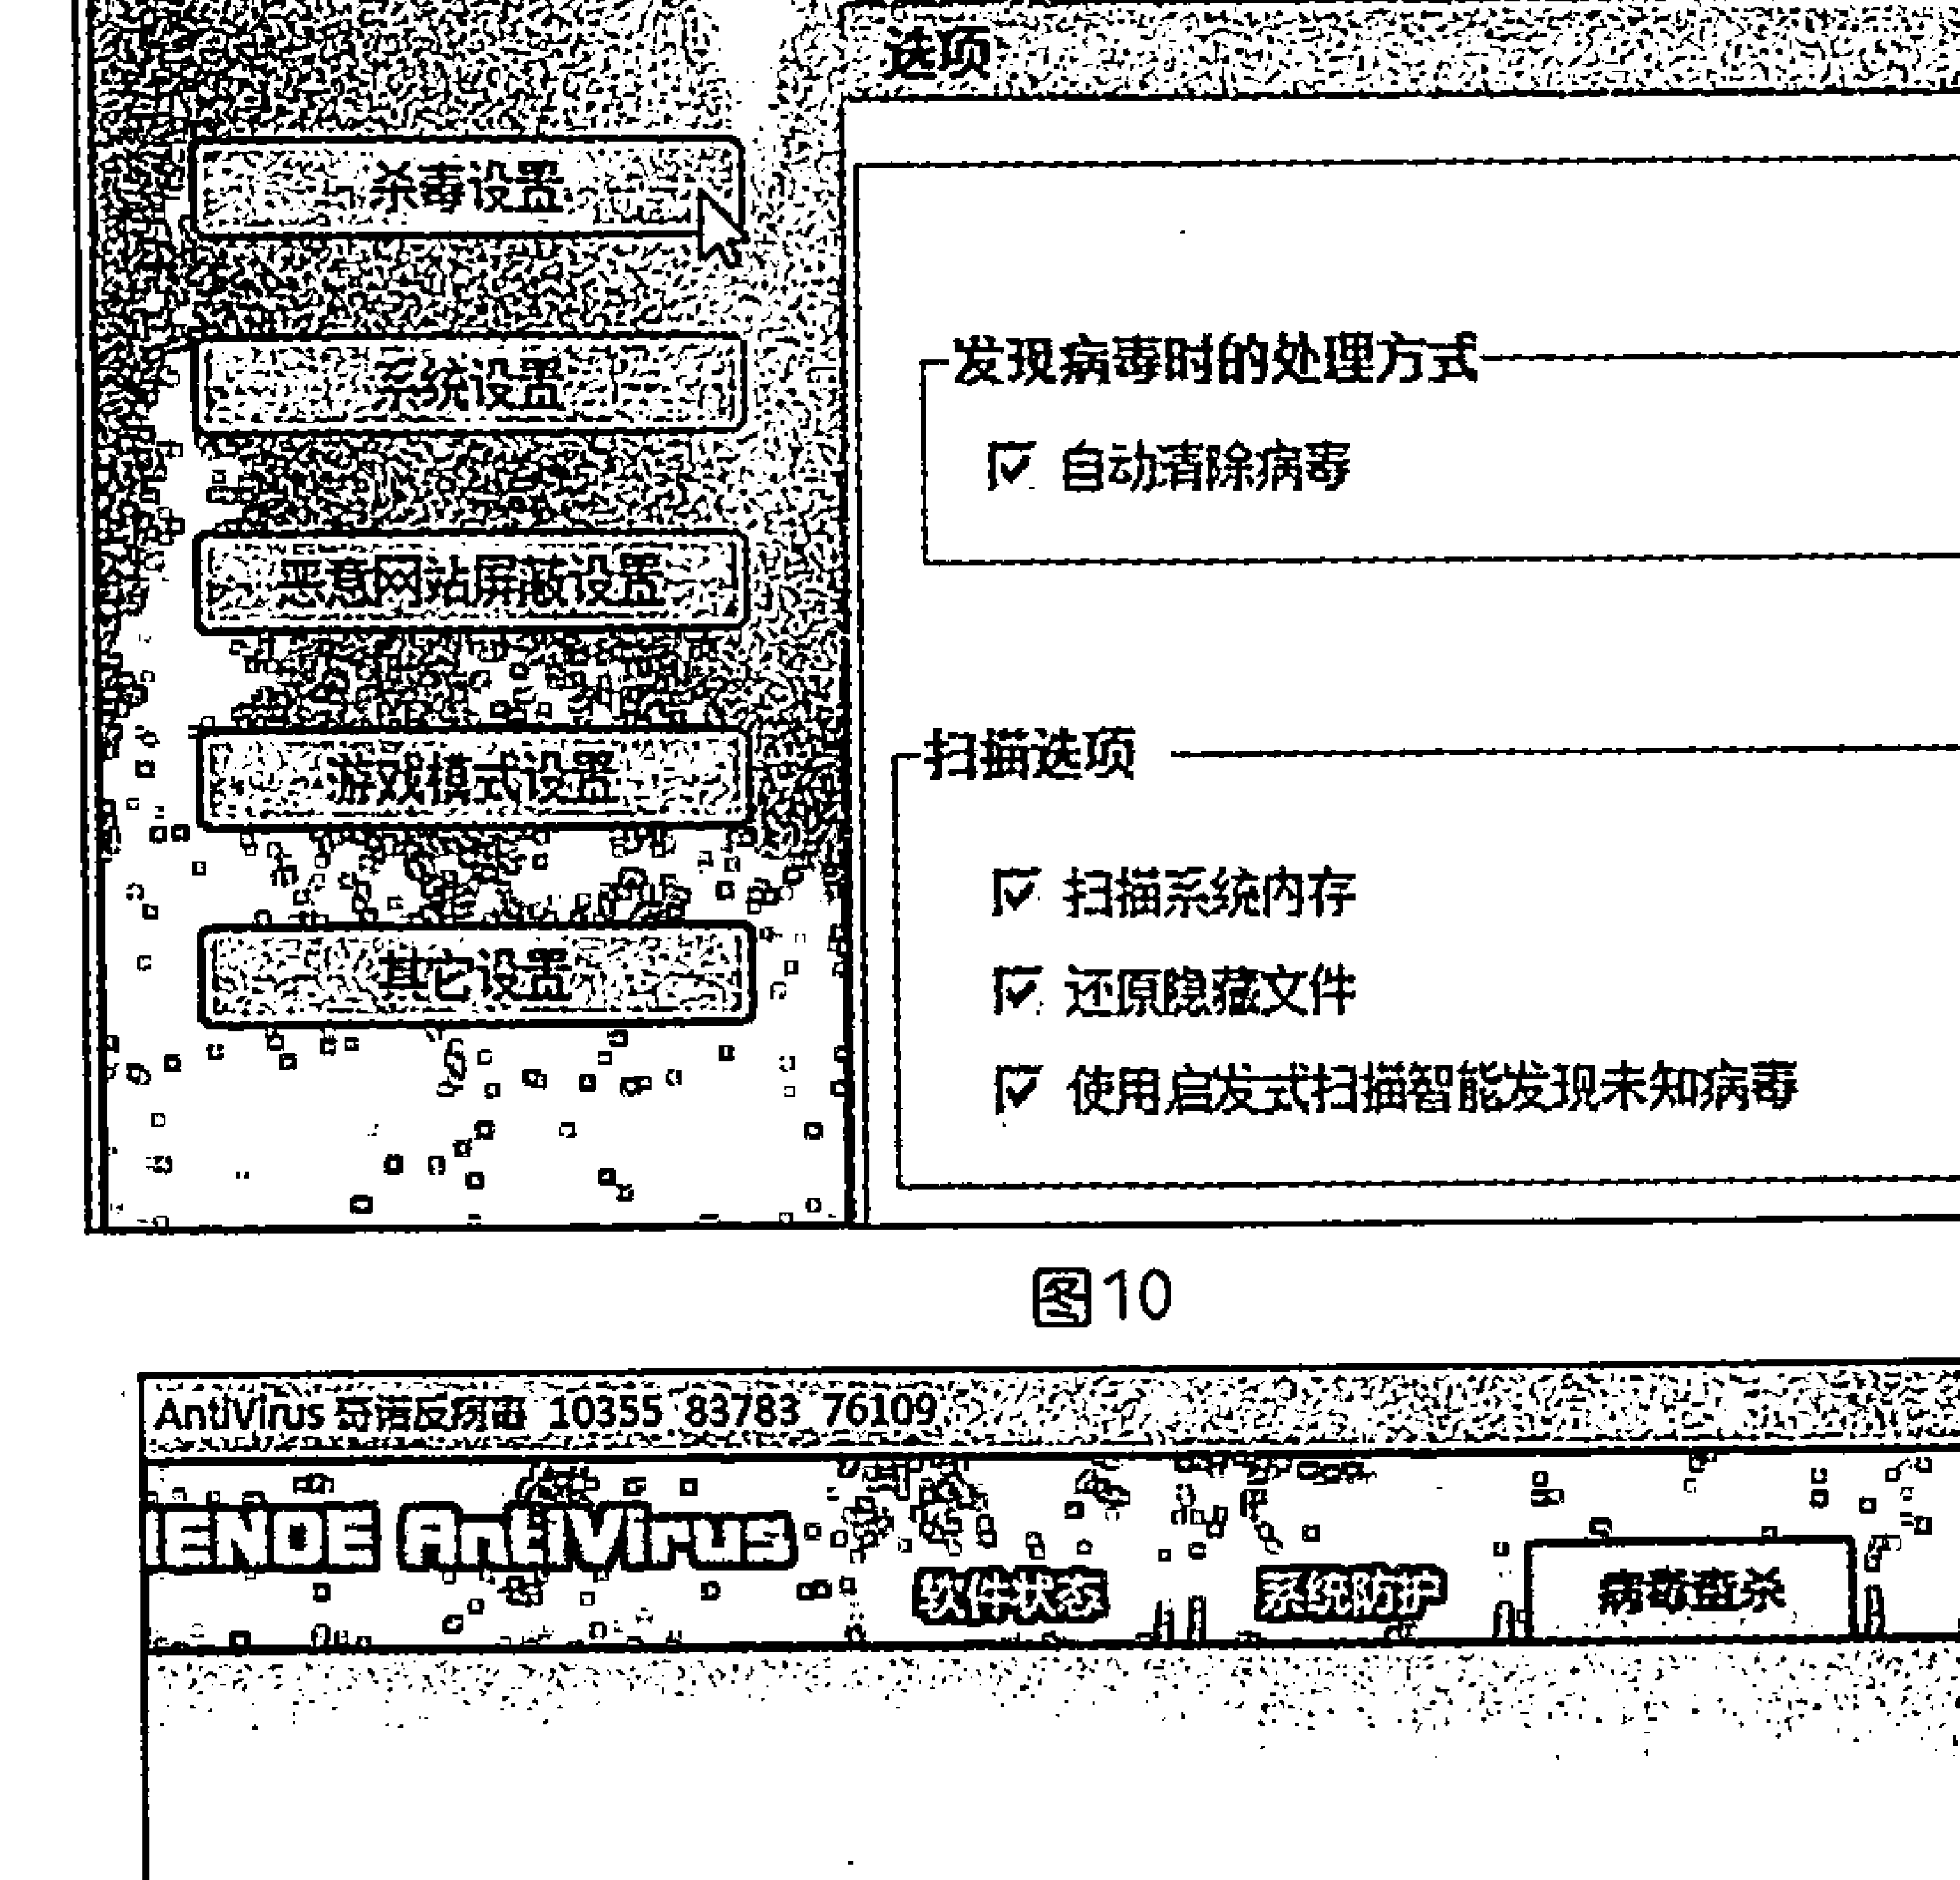 选项
杀毒设置
系统设置
恶意网站屏蔽设置
游戏模式设置
其它设置
发现病毒时的处理方式
自动清除病毒
扫描选项
扫描系统内存
还原隐藏文件
使用启发式扫描智能发现未知病毒
图10
AntiVirus 奇诺反病毒 10355 83783 76109
AntiVirus
软件状态
系统防护
病毒查杀